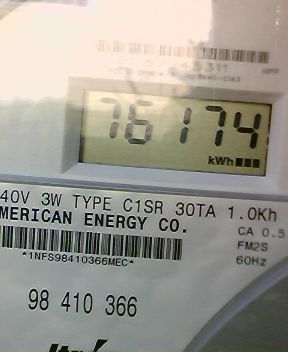 76174
kWh
40V 3W TYPE C1SR 30TA 1.0Kh
MERICAN ENERGY CO.
CA 0.5
FM2S
60Hz
*1NFS98410366MEC*
98 410 366